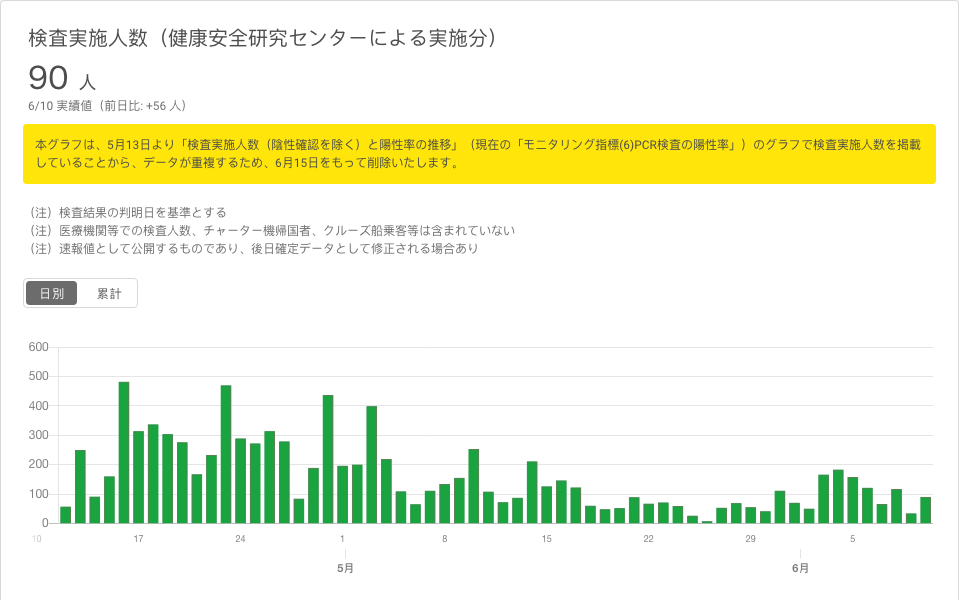 検査実施人数（健康安全研究センターによる実施分）
90 人
6/10 実績値（前日比: +56 人）
本グラフは、5月13日より「検査実施人数（陰性確認を除く）と陽性率の推移」（現在の「モニタリング指標(6)PCR検査の陽性率」）のグラフで検査実施人数を掲載
していることから、データが重複するため、6月15日をもって削除いたします。
（注）検査結果の判明日を基準とする
（注）医療機関等での検査人数、チャーター機帰国者、クルーズ船乗客等は含まれていない
（注）速報値として公開するものであり、後日確定データとして修正される場合あり
日別 累計
600
500
400
300
200
100
0
10 17 24 1 8 15 22 29 5
5月 6月